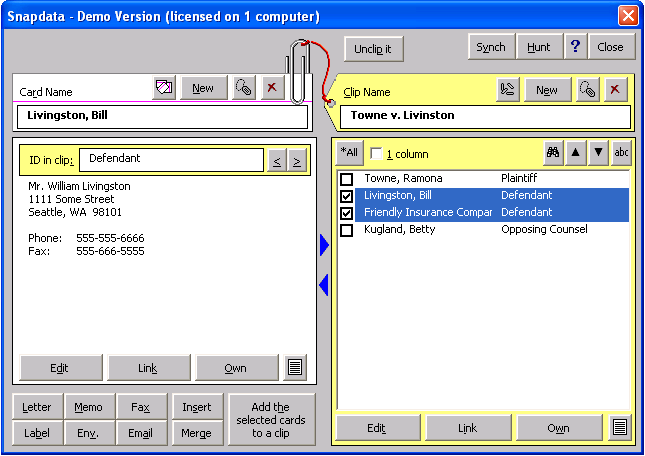 Snapdata - Demo Version (licensed on 1 computer)
Unclip it
Synch
Hunt
?
Close
Card Name
New
Livingston, Bill
Clip Name
New
Towne v. Livinston
ID in clip:
Defendant
<
>
Mr. William Livingston
1111 Some Street
Seattle, WA 98101
Phone: 555-555-6666
Fax: 555-666-5555
Edit
Link
Own
*All
1 column
abc
Towne, Ramona Plaintiff
Livingston, Bill Defendant
Friendly Insurance Compar Defendant
Kugland, Betty Opposing Counsel
Edit
Link
Own
Letter
Memo
Fax
Insert
Label
Env.
Email
Merge
Add the
selected cards
to a clip